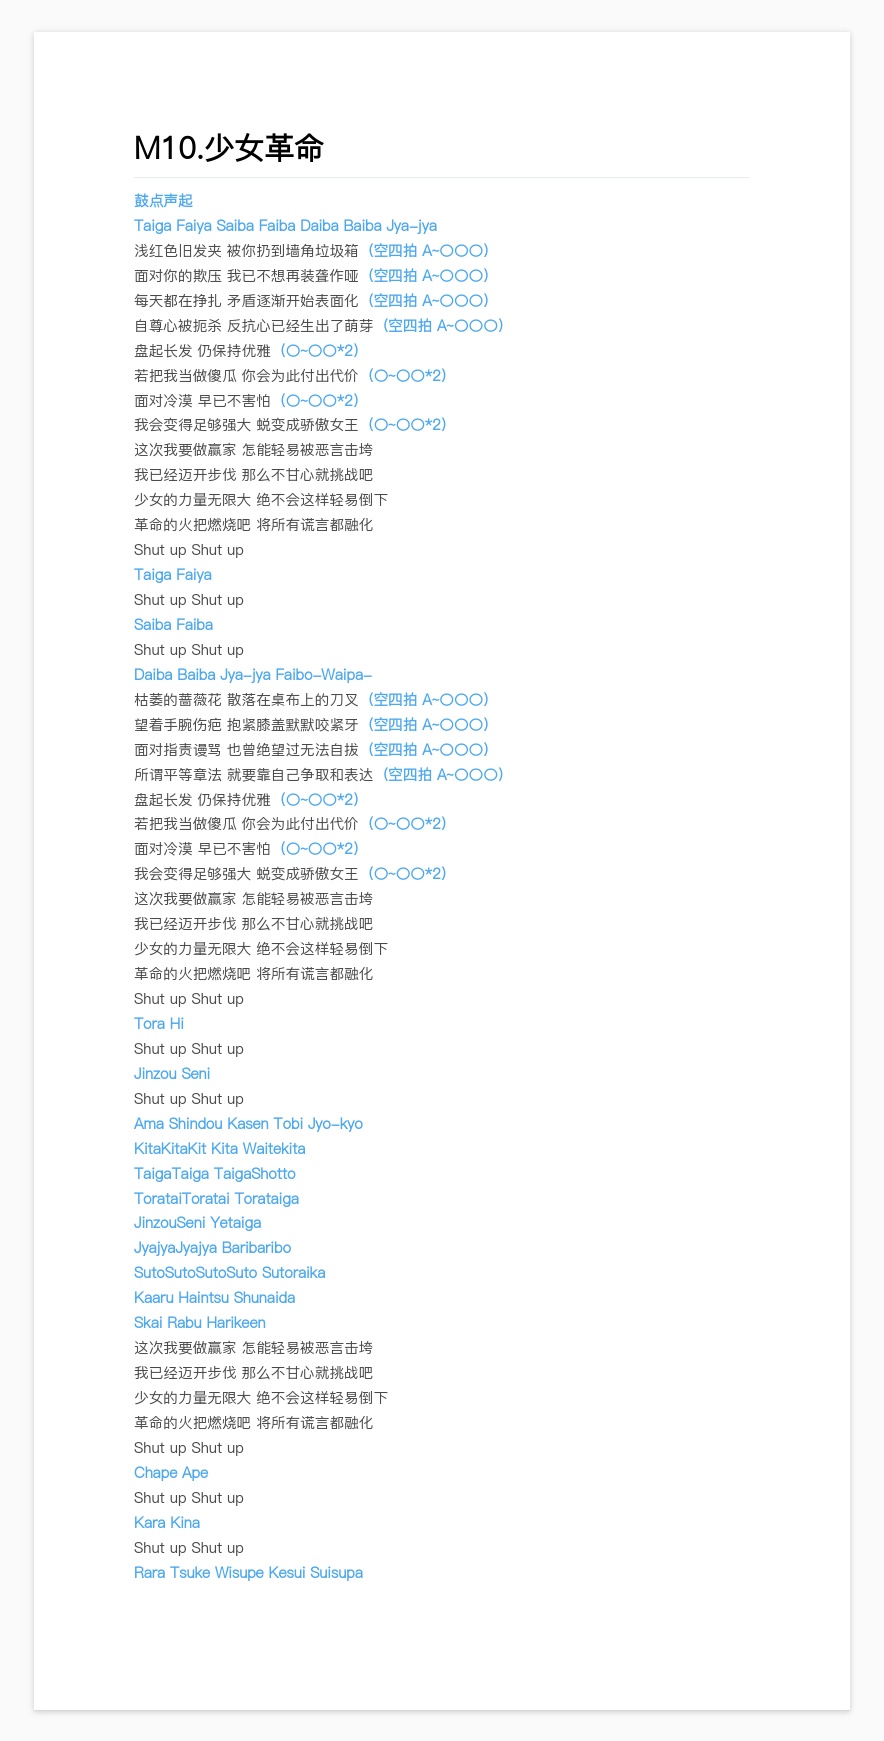 M10.少女革命
鼓点声起
Taiga Faiya Saiba Faiba Daiba Baiba Jya-jya
浅红色旧发夹 被你扔到墙角垃圾箱（空四拍 A~〇〇〇）
面对你的欺压 我已不想再装聋作哑（空四拍 A~〇〇〇）
每天都在挣扎 矛盾逐渐开始表面化（空四拍 A~〇〇〇）
自尊心被扼杀 反抗心已经生出了萌芽（空四拍 A~〇〇〇）
盘起长发 仍保持优雅（〇~〇〇*2）
若把我当做傻瓜 你会为此付出代价（〇~〇〇*2）
面对冷漠 早已不害怕（〇~〇〇*2）
我会变得足够强大 蜕变成骄傲女王（〇~〇〇*2）
这次我要做赢家 怎能轻易被恶言击垮
我已经迈开步伐 那么不甘心就挑战吧
少女的力量无限大 绝不会这样轻易倒下
革命的火把燃烧吧 将所有谎言都融化
Shut up Shut up
Taiga Faiya
Shut up Shut up
Saiba Faiba
Shut up Shut up
Daiba Baiba Jya-jya Faibo-Waipa-
枯萎的蔷薇花 散落在桌布上的刀叉（空四拍 A~〇〇〇）
望着手腕伤疤 抱紧膝盖默默咬紧牙（空四拍 A~〇〇〇）
面对指责谩骂 也曾绝望过无法自拔（空四拍 A~〇〇〇）
所谓平等章法 就要靠自己争取和表达（空四拍 A~〇〇〇）
盘起长发 仍保持优雅（〇~〇〇*2）
若把我当做傻瓜 你会为此付出代价（〇~〇〇*2）
面对冷漠 早已不害怕（〇~〇〇*2）
我会变得足够强大 蜕变成骄傲女王（〇~〇〇*2）
这次我要做赢家 怎能轻易被恶言击垮
我已经迈开步伐 那么不甘心就挑战吧
少女的力量无限大 绝不会这样轻易倒下
革命的火把燃烧吧 将所有谎言都融化
Shut up Shut up
Tora Hi
Shut up Shut up
Jinzou Seni
Shut up Shut up
Ama Shindou Kasen Tobi Jyo-kyo
KitaKitaKit Kita Waitekita
TaigaTaiga TaigaShotto
TorataiToratai Torataiga
JinzouSeni Yetaiga
JyajyaJyajya Baribaribo
SutoSutoSutoSuto Sutoraika
Kaaru Haintsu Shunaida
Skai Rabu Harikeen
这次我要做赢家 怎能轻易被恶言击垮
我已经迈开步伐 那么不甘心就挑战吧
少女的力量无限大 绝不会这样轻易倒下
革命的火把燃烧吧 将所有谎言都融化
Shut up Shut up
Chape Ape
Shut up Shut up
Kara Kina
Shut up Shut up
Rara Tsuke Wisupe Kesui Suisupa